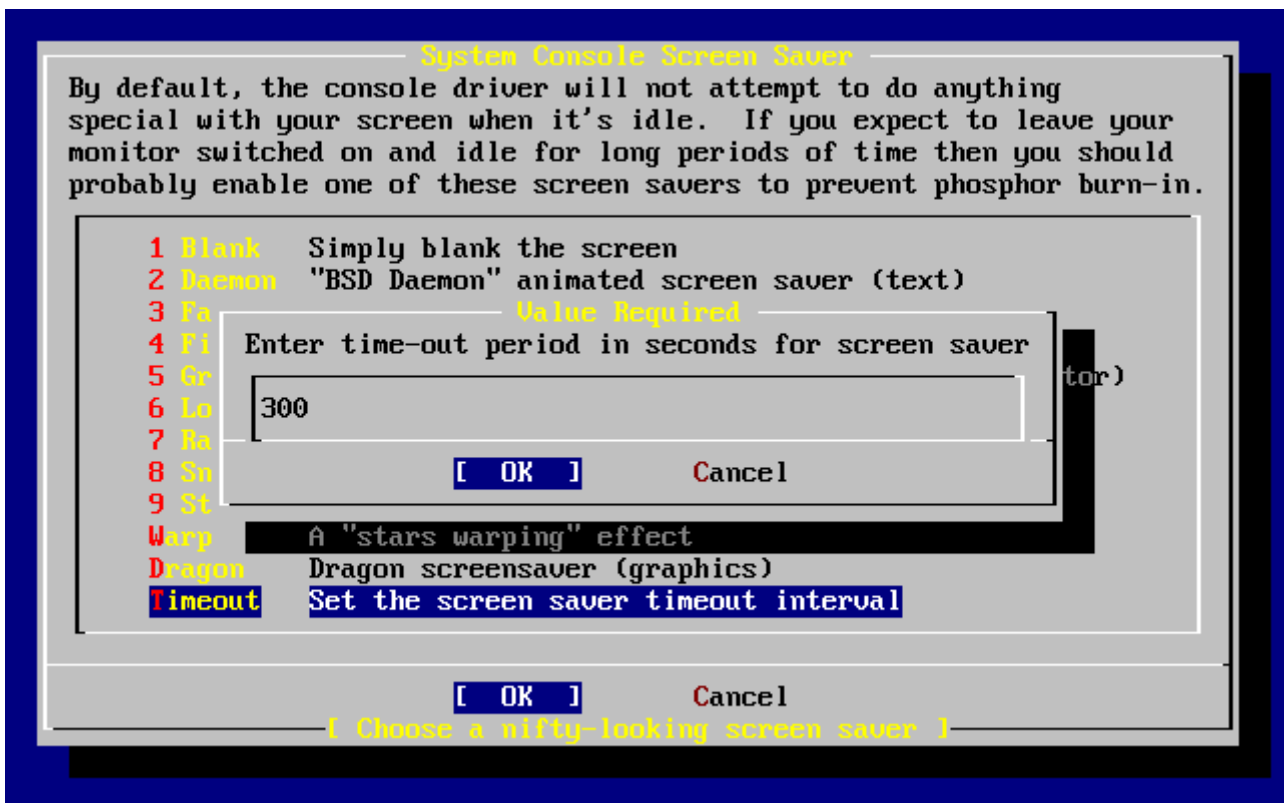 System Console Screen Saver
By default, the console driver will not attempt to do anything
special with your screen when it's idle.  If you expect to leave your
monitor switched on and idle for long periods of time then you should
probably enable one of these screen savers to prevent phosphor burn-in.
1 Blank Simply blank the screen
2 Daemon "BSD Daemon" animated screen saver (text)
3 Fa
Value Required
4 Fi
Enter time-out period in seconds for screen saver
5 Gr tor)
6 Lo
300
7 Ra
8 Sn
[ OK ] Cancel
9 St
Warp A "stars warping" effect
Dragon Dragon screensaver (graphics)
Timeout Set the screen saver timeout interval
[ OK ] Cancel
[ Choose a nifty-looking screen saver ]